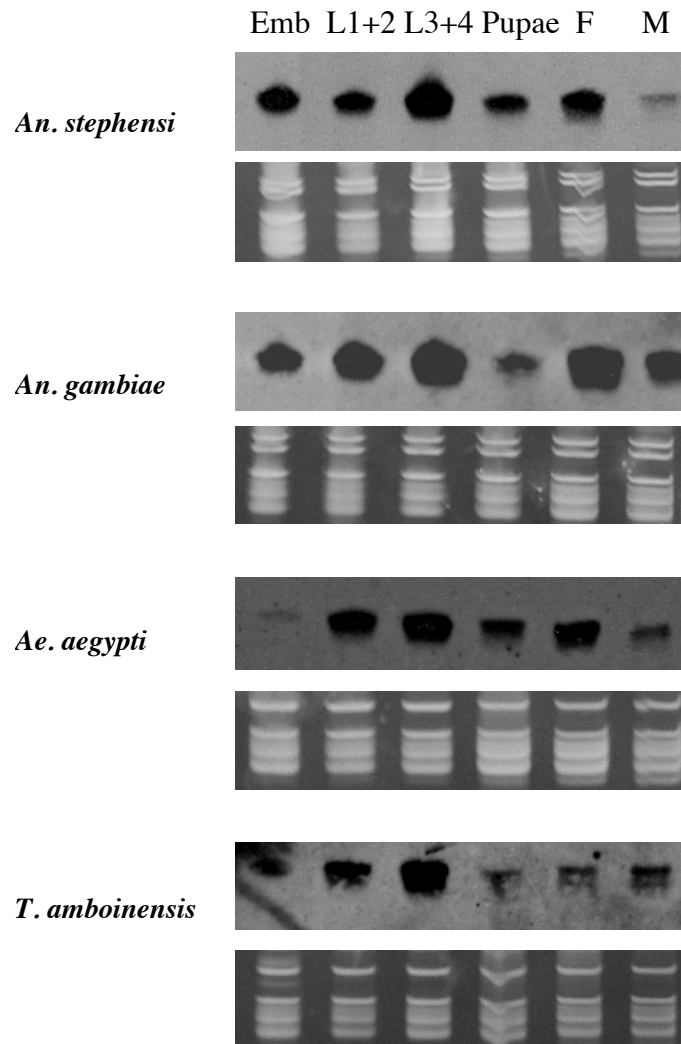 Emb L1+2 L3+4 Pupae F M
An. stephensi
An. gambiae
Ae. aegypti
T. amboinensis